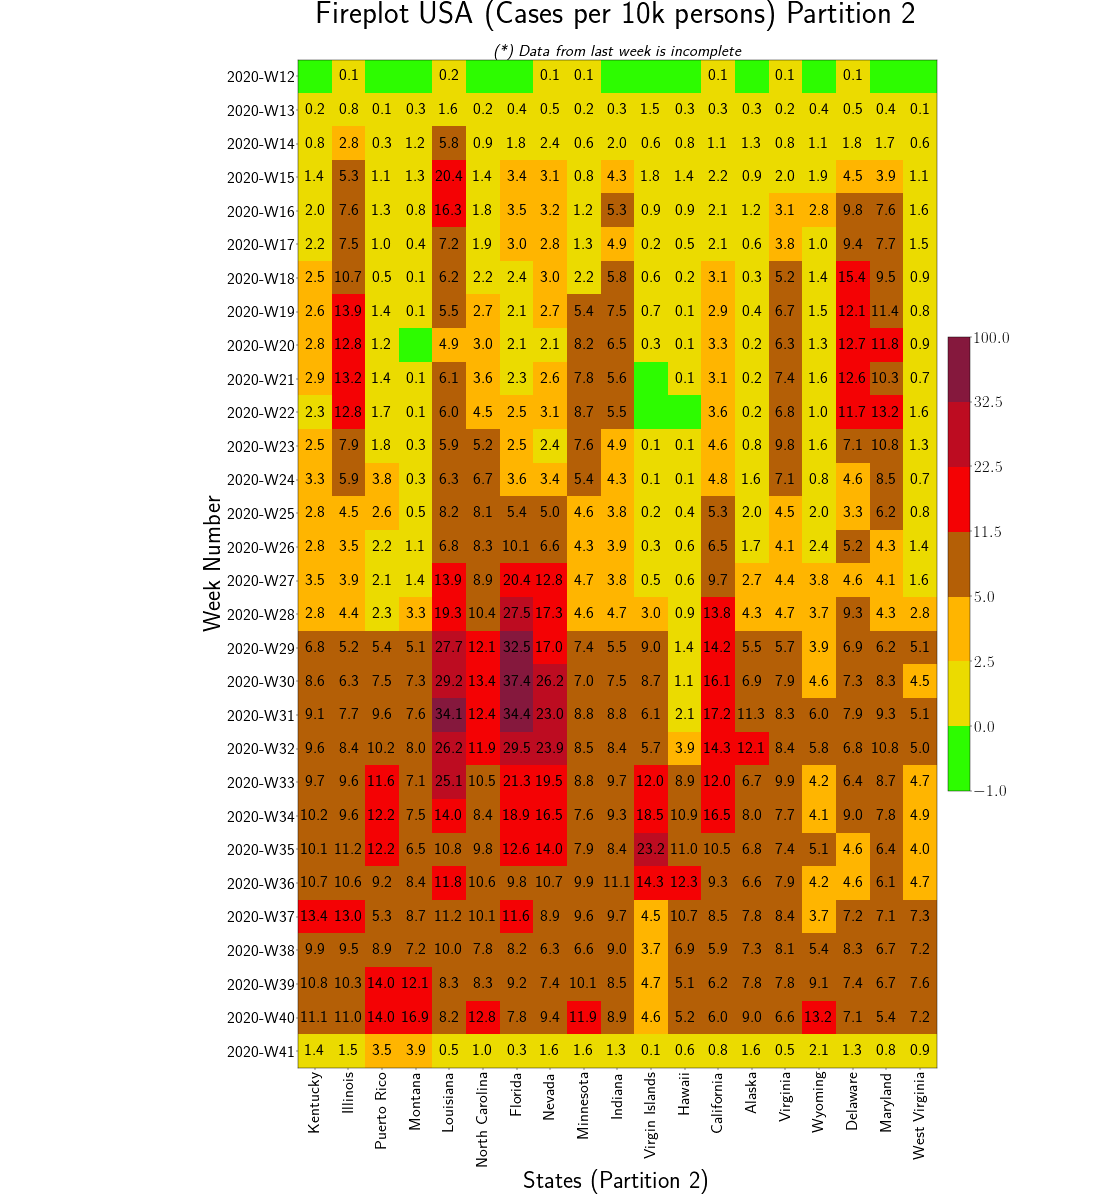 Fireplot USA (Cases per 10k persons) Partition 2
(*) Data from last week is incomplete
2020-W12 0.1 0.2 0.1 0.1 0.1 0.1 0.1
2020-W13 0.2 0.8 0.1 0.3 1.6 0.2 0.4 0.5 0.2 0.3 1.5 0.3 0.3 0.3 0.2 0.4 0.5 0.4 0.1
2020-W14 0.8 2.8 0.3 1.2 5.8 0.9 1.8 2.4 0.6 2.0 0.6 0.8 1.1 1.3 0.8 1.1 1.8 1.7 0.6
2020-W15 1.4 5.3 1.1 1.3 20.4 1.4 3.4 3.1 0.8 4.3 1.8 1.4 2.2 0.9 2.0 1.9 4.5 3.9 1.1
2020-W16 2.0 7.6 1.3 0.8 16.3 1.8 3.5 3.2 1.2 5.3 0.9 0.9 2.1 1.2 3.1 2.8 9.8 7.6 1.6
2020-W17 2.2 7.5 1.0 0.4 7.2 1.9 3.0 2.8 1.3 4.9 0.2 0.5 2.1 0.6 3.8 1.0 9.4 7.7 1.5
2020-W18 2.5 10.7 0.5 0.1 6.2 2.2 2.4 3.0 2.2 5.8 0.6 0.2 3.1 0.3 5.2 1.4 15.4 9.5 0.9
2020-W19 2.6 13.9 1.4 0.1 5.5 2.7 2.1 2.7 5.4 7.5 0.7 0.1 2.9 0.4 6.7 1.5 12.1 11.4 0.8
2020-W20 2.8 12.8 1.2 4.9 3.0 2.1 2.1 8.2 6.5 0.3 0.1 3.3 0.2 6.3 1.3 12.7 11.8 0.9
2020-W21 2.9 13.2 1.4 0.1 6.1 3.6 2.3 2.6 7.8 5.6 0.1 3.1 0.2 7.4 1.6 12.6 10.3 0.7
2020-W22 2.3 12.8 1.7 0.1 6.0 4.5 2.5 3.1 8.7 5.5 3.6 0.2 6.8 1.0 11.7 13.2 1.6
2020-W23 2.5 7.9 1.8 0.3 5.9 5.2 2.5 2.4 7.6 4.9 0.1 0.1 4.6 0.8 9.8 1.6 7.1 10.8 1.3
2020-W24 3.3 5.9 3.8 0.3 6.3 6.7 3.6 3.4 5.4 4.3 0.1 0.1 4.8 1.6 7.1 0.8 4.6 8.5 0.7
2020-W25 2.8 4.5 2.6 0.5 8.2 8.1 5.4 5.0 4.6 3.8 0.2 0.4 5.3 2.0 4.5 2.0 3.3 6.2 0.8
2020-W26 2.8 3.5 2.2 1.1 6.8 8.3 10.1 6.6 4.3 3.9 0.3 0.6 6.5 1.7 4.1 2.4 5.2 4.3 1.4
2020-W27 3.5 3.9 2.1 1.4 13.9 8.9 20.4 12.8 4.7 3.8 0.5 0.6 9.7 2.7 4.4 3.8 4.6 4.1 1.6
2020-W28 2.8 4.4 2.3 3.3 19.3 10.4 27.5 17.3 4.6 4.7 3.0 0.9 13.8 4.3 4.7 3.7 9.3 4.3 2.8
2020-W29 6.8 5.2 5.4 5.1 27.7 12.1 32.5 17.0 7.4 5.5 9.0 1.4 14.2 5.5 5.7 3.9 6.9 6.2 5.1
2020-W30 8.6 6.3 7.5 7.3 29.2 13.4 37.4 26.2 7.0 7.5 8.7 1.1 16.1 6.9 7.9 4.6 7.3 8.3 4.5
2020-W31 9.1 7.7 9.6 7.6 34.1 12.4 34.4 23.0 8.8 8.8 6.1 2.1 17.2 11.3 8.3 6.0 7.9 9.3 5.1
2020-W32 9.6 8.4 10.2 8.0 26.2 11.9 29.5 23.9 8.5 8.4 5.7 3.9 14.3 12.1 8.4 5.8 6.8 10.8 5.0
2020-W33 9.7 9.6 11.6 7.1 25.1 10.5 21.3 19.5 8.8 9.7 12.0 8.9 12.0 6.7 9.9 4.2 6.4 8.7 4.7
2020-W34 10.2 9.6 12.2 7.5 14.0 8.4 18.9 16.5 7.6 9.3 18.5 10.9 16.5 8.0 7.7 4.1 9.0 7.8 4.9
2020-W35 10.1 11.2 12.2 6.5 10.8 9.8 12.6 14.0 7.9 8.4 23.2 11.0 10.5 6.8 7.4 5.1 4.6 6.4 4.0
2020-W36 10.7 10.6 9.2 8.4 11.8 10.6 9.8 10.7 9.9 11.1 14.3 12.3 9.3 6.6 7.9 4.2 4.6 6.1 4.7
2020-W37 13.4 13.0 5.3 8.7 11.2 10.1 11.6 8.9 9.6 9.7 4.5 10.7 8.5 7.8 8.4 3.7 7.2 7.1 7.3
2020-W38 9.9 9.5 8.9 7.2 10.0 7.8 8.2 6.3 6.6 9.0 3.7 6.9 5.9 7.3 8.1 5.4 8.3 6.7 7.2
2020-W39 10.8 10.3 14.0 12.1 8.3 8.3 9.2 7.4 10.1 8.5 4.7 5.1 6.2 7.8 7.8 9.1 7.4 6.7 7.6
2020-W40 11.1 11.0 14.0 16.9 8.2 12.8 7.8 9.4 11.9 8.9 4.6 5.2 6.0 9.0 6.6 13.2 7.1 5.4 7.2
2020-W41 1.4 1.5 3.5 3.9 0.5 1.0 0.3 1.6 1.6 1.3 0.1 0.6 0.8 1.6 0.5 2.1 1.3 0.8 0.9
Week Number
Kentucky
Illinois
Puerto Rico
Montana
Louisiana
North Carolina
Florida
Nevada
Minnesota
Indiana
Virgin Islands
Hawaii
California
Alaska
Virginia
Wyoming
Delaware
Maryland
West Virginia
States (Partition 2)
100.0
32.5
22.5
11.5
5.0
2.5
0.0
−1.0